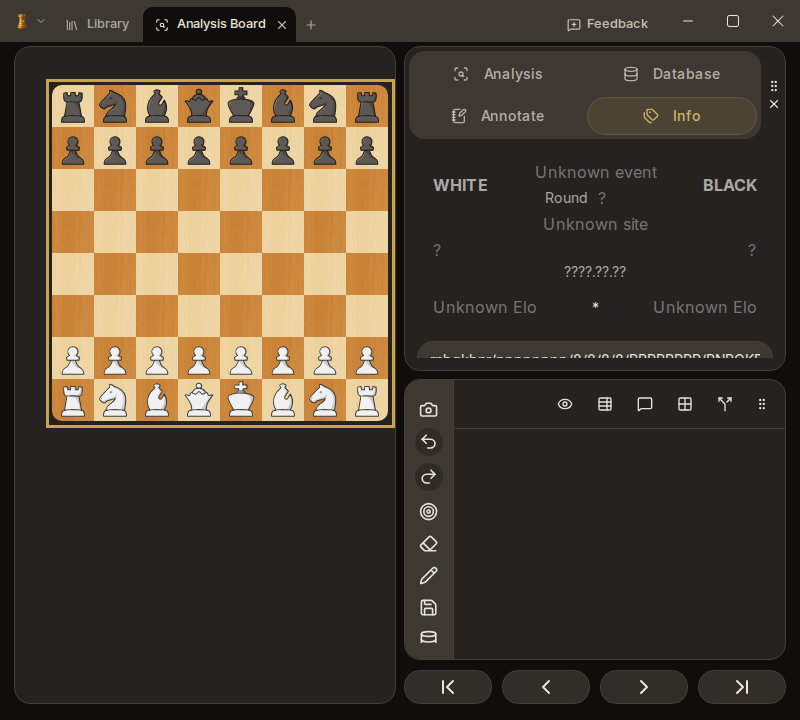 Library
Analysis Board
Feedback
Analysis
Database
Annotate
Info
Unknown event
WHITE
Round ?
BLACK
Unknown site
?
?
????.??.??
Unknown Elo
*
Unknown Elo